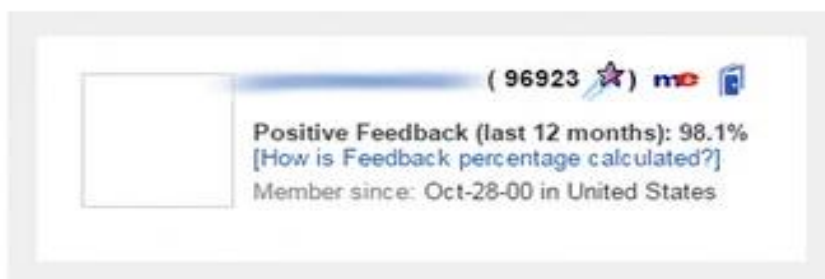 ( 96923 ) me
Positive Feedback (last 12 months): 98.1%
[How is Feedback percentage calculated?]
Member since: Oct-28-00 in United States